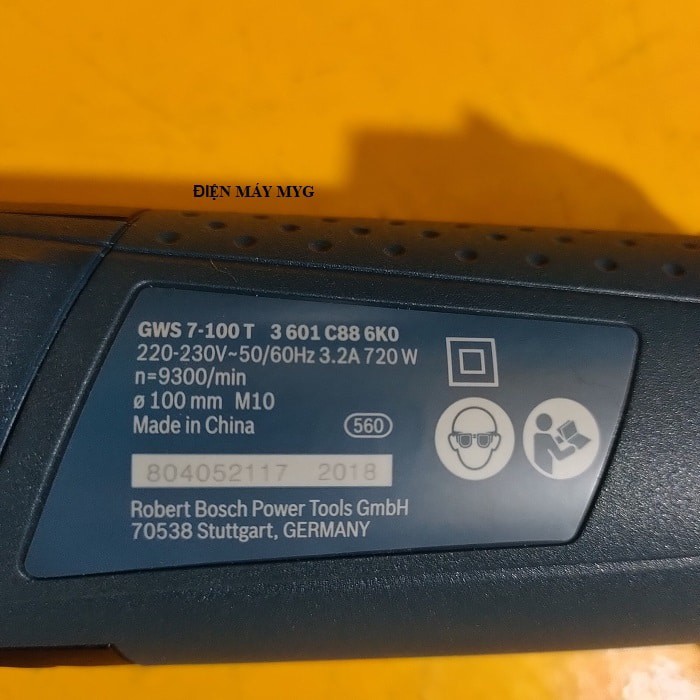 ĐIỆN MÁY MYG
GWS 7-100 T 3 601 C88 6K0
220-230V~50/60Hz 3.2A 720 W
n=9300/min
ø 100 mm M10
Made in China 560
804052117 2018
Robert Bosch Power Tools GmbH
70538 Stuttgart, GERMANY